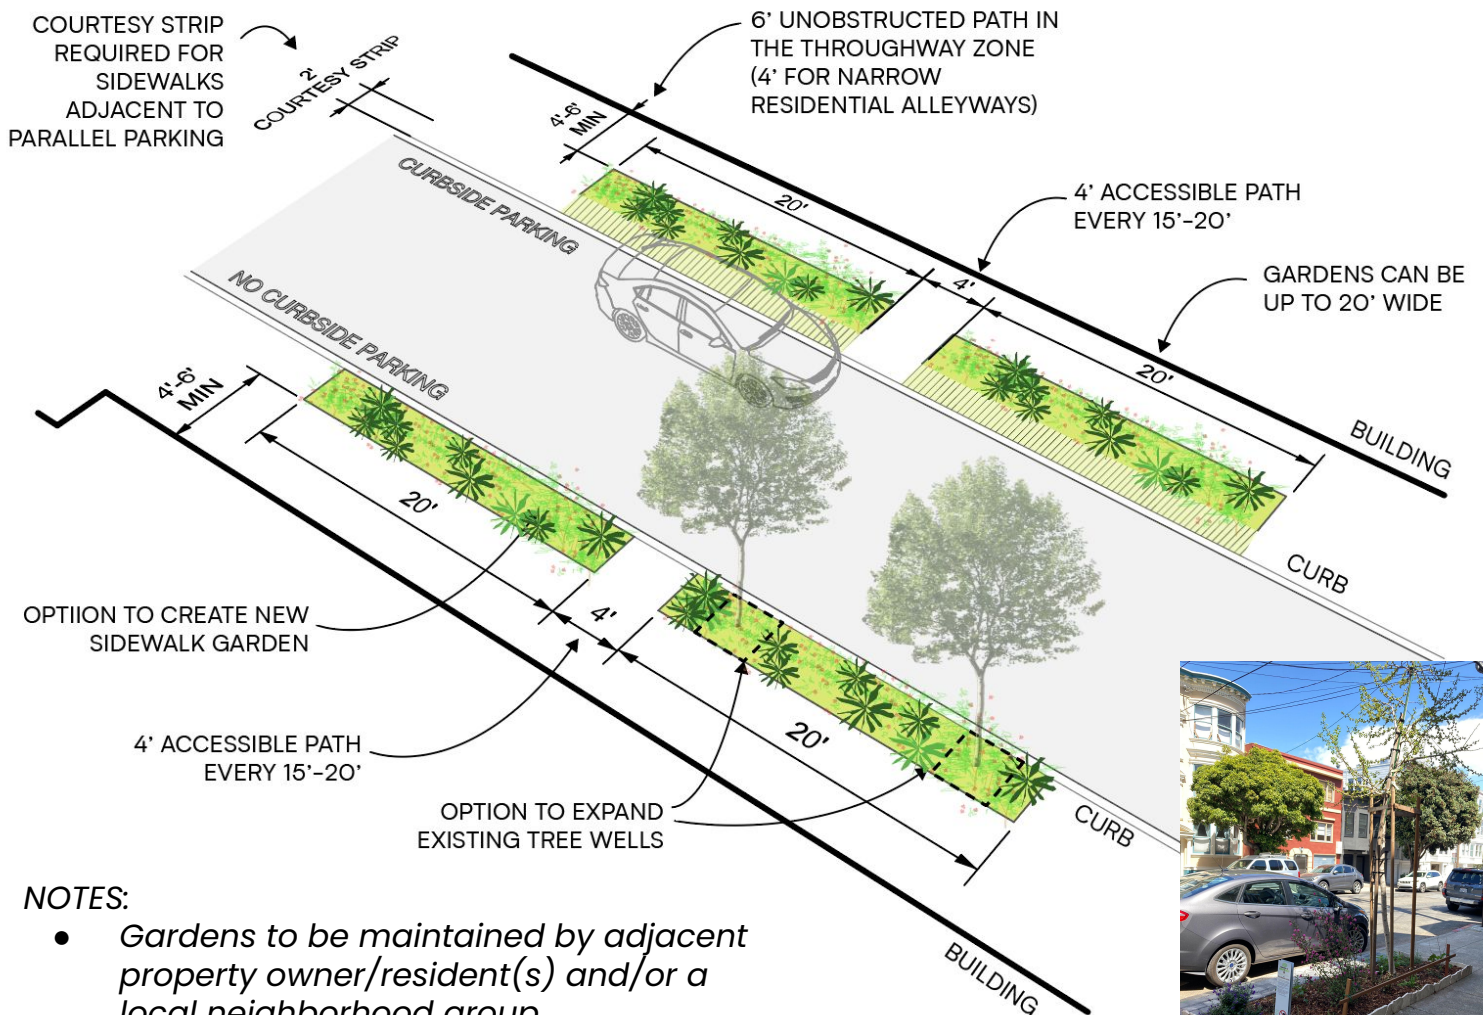 COURTESY STRIP
REQUIRED FOR
SIDEWALKS
ADJACENT TO
PARALLEL PARKING
2'
COURTESY STRIP
6' UNOBSTRUCTED PATH IN
THE THROUGHWAY ZONE
(4' FOR NARROW
RESIDENTIAL ALLEYWAYS)
4'-6'
MIN
20'
4' ACCESSIBLE PATH
EVERY 15'-20'
4'
GARDENS CAN BE
UP TO 20' WIDE
20'
CURBSIDE PARKING
NO CURBSIDE PARKING
BUILDING
CURB
4'-6'
MIN
20'
4'
20'
OPTIION TO CREATE NEW
SIDEWALK GARDEN
4' ACCESSIBLE PATH
EVERY 15'-20'
OPTION TO EXPAND
EXISTING TREE WELLS
CURB
BUILDING
NOTES:
● Gardens to be maintained by adjacent
property owner/resident(s) and/or a
local neighborhood group